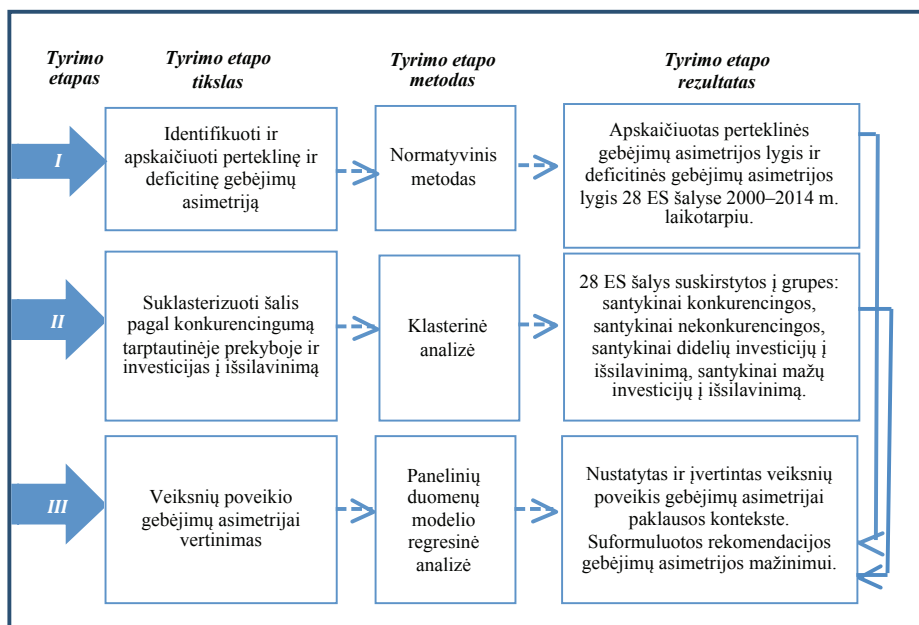 Tyrimo
etapas
Tyrimo etapo
tikslas
Tyrimo etapo
metodas
Tyrimo etapo
rezultatas
I
Identifikuoti ir
apskaičiuoti perteklinę ir
deficitinę gebėjimų
asimetriją
Normatyvinis
metodas
Apskaičiuotas perteklinės
gebėjimų asimetrijos lygis ir
deficitinės gebėjimų asimetrijos
lygis 28 ES šalyse 2000–2014 m.
laikotarpiu.
II
Suklasterizuoti šalis
pagal konkurencingumą
tarptautinėje prekyboje ir
investicijas į išsilavinimą
Klasterinė
analizė
28 ES šalys suskirstytos į grupes:
santykinai konkurencingos,
santykinai nekonkurencingos,
santykinai didelių investicijų į
išsilavinimą, santykinai mažų
investicijų į išsilavinimą.
III
Veiksnių poveikio
gebėjimų asimetrijai
vertinimas
Panelinių
duomenų
modelio
regresinė
analizė
Nustatytas ir įvertintas veiksnių
poveikis gebėjimų asimetrijai
paklausos kontekste.
Suformuluotos rekomendacijos
gebėjimų asimetrijos mažinimui.